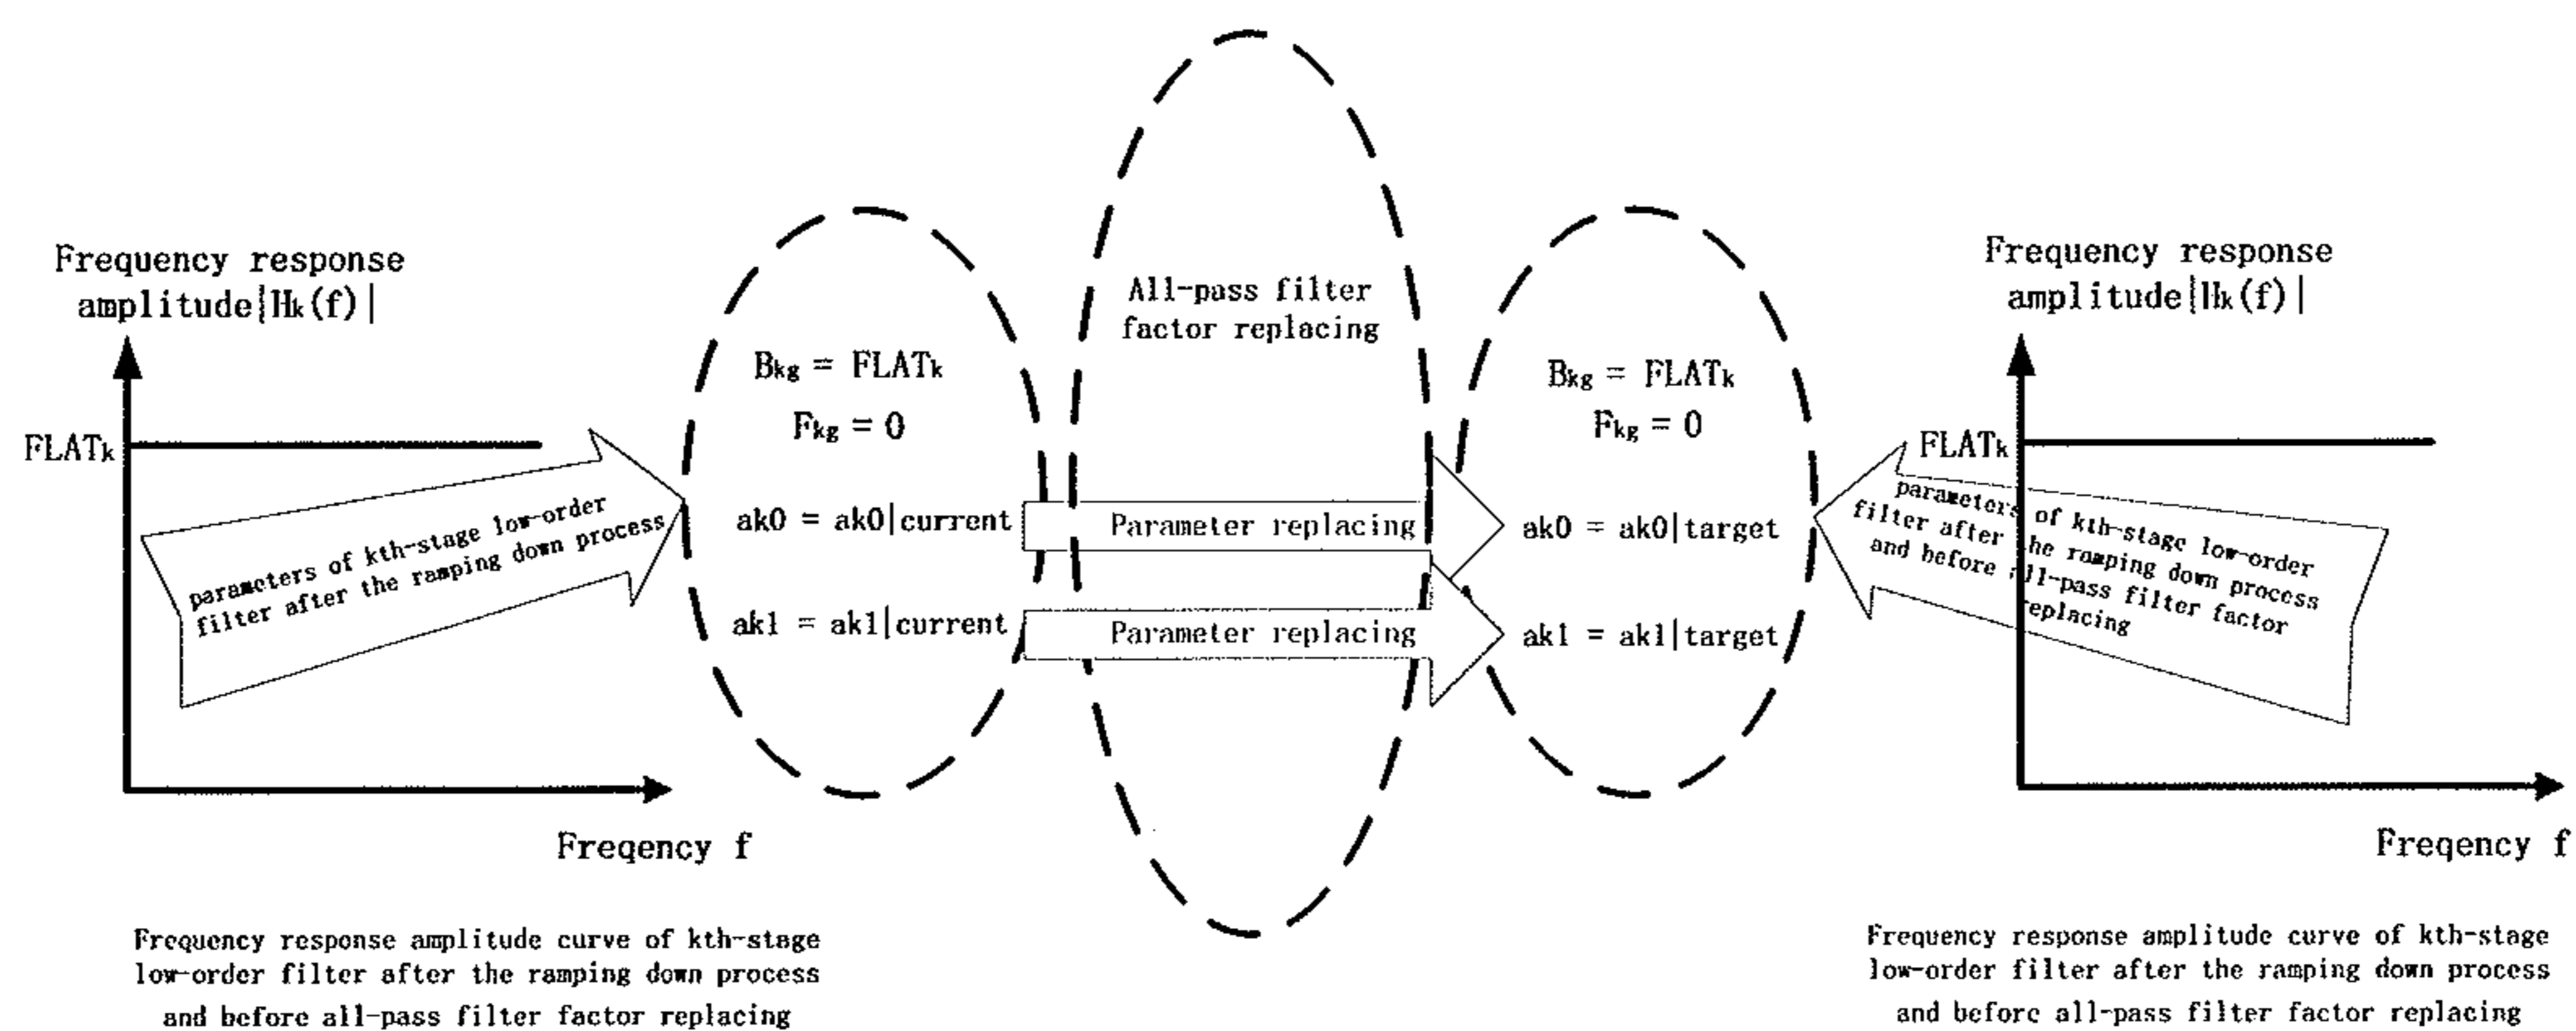 Frequency response
amplitude|Hk(f)|
FLATk
parameters of kth-stage low-order
filter after the ramping down process
Freqency f
Frequency response amplitude curve of kth-stage
low-order filter after the ramping down process
and before all-pass filter factor replacing
Bkg = FLATk
Fkg = 0
ak0 = ak0|current
ak1 = ak1|current
All-pass filter
factor replacing
Parameter replacing
Parameter replacing
Bkg = FLATk
Fkg = 0
ak0 = ak0|target
ak1 = ak1|target
Frequency response
amplitude|Hk(f)|
FLATk
parameters of kth-stage low-order
filter after the ramping down process
and before all-pass filter factor
replacing
Freqency f
Frequency response amplitude curve of kth-stage
low-order filter after the ramping down process
and before all-pass filter factor replacing